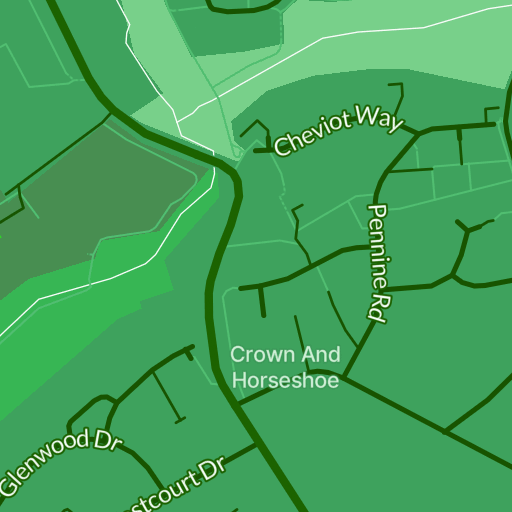 Cheviot Way
Pennine Rd
Crown And
Horseshoe
Glenwood Dr
stcourt Dr